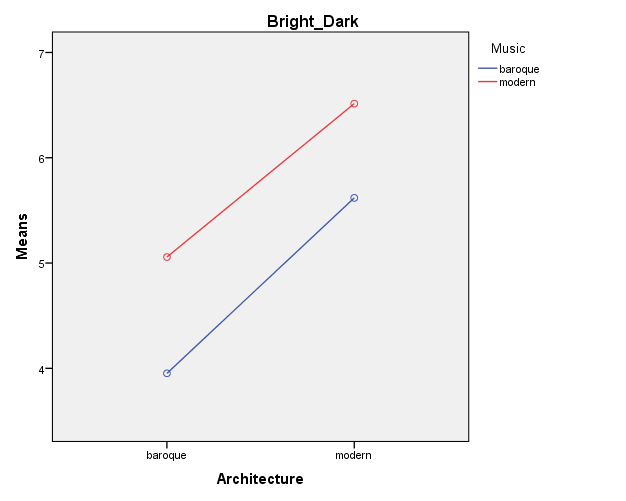 Bright_Dark
Music
baroque
modern
Means
7
6
5
4
baroque modern
Architecture